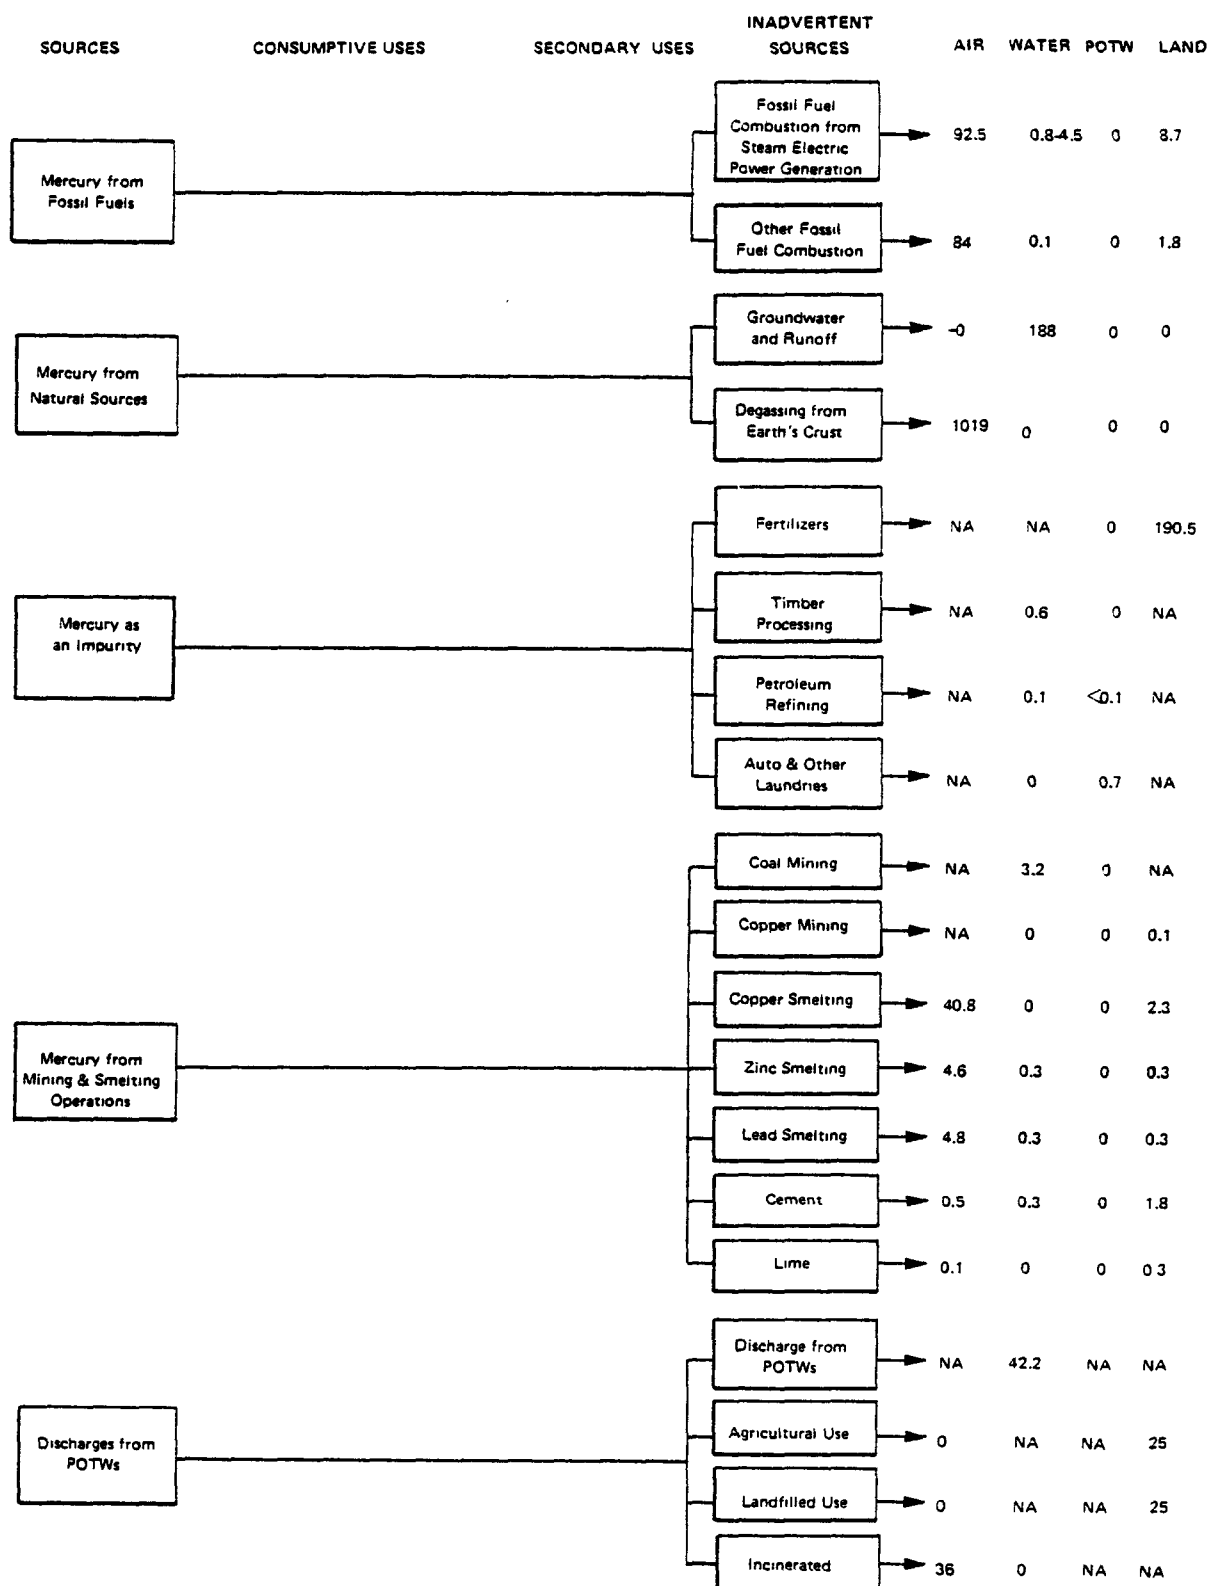 INADVERTENT
SOURCES CONSUMPTIVE USES SECONDARY USES SOURCES AIR WATER POTW LAND
Mercury from
Fossil Fuels
Fossil Fuel
Combustion from
Steam Electric
Power Generation
92.5 0.8-4.5 0 8.7
Other Fossil
Fuel Combustion
84 0.1 0 1.8
Mercury from
Natural Sources
Groundwater
and Runoff
-0 188 0 0
Degassing from
Earth's Crust
1019 0 0 0
Mercury as
an Impurity
Fertilizers
NA NA 0 190.5
Timber
Processing
NA 0.6 0 NA
Petroleum
Refining
NA 0.1 <0.1 NA
Auto & Other
Laundries
NA 0 0.7 NA
Mercury from
Mining & Smelting
Operations
Coal Mining
NA 3.2 0 NA
Copper Mining
NA 0 0 0.1
Copper Smelting
40.8 0 0 2.3
Zinc Smelting
4.6 0.3 0 0.3
Lead Smelting
4.8 0.3 0 0.3
Cement
0.5 0.3 0 1.8
Lime
0.1 0 0 0 3
Discharges from
POTWs
Discharge from
POTWs
NA 42.2 NA NA
Agricultural Use
0 NA NA 25
Landfilled Use
0 NA NA 25
Incinerated
36 0 NA NA